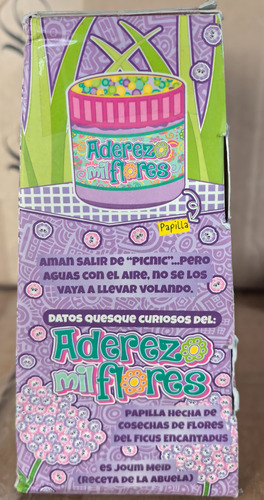 Aderezo
mil flores
Papilla
AMAN SALIR DE "PICNIC"...PERO
AGUAS CON EL AIRE, NO SE LOS
VAYA A LLEVAR VOLANDO.
DATOS QUESQUE CURIOSOS DEL:
Aderezo
mil flores
PAPILLA HECHA DE
COSECHAS DE FLORES
DEL FICUS ENCANTADUS
ES JOUM MEID
(RECETA DE LA ABUELA)